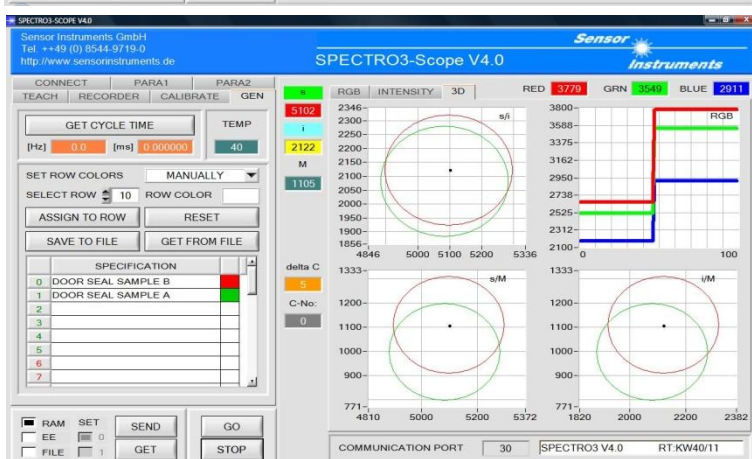 SPECTRO3-SCOPE V4.0
Sensor Instruments GmbH
Tel. ++49 (0) 8544-9719-0
http://www.sensorinstruments.de
SPECTRO3-Scope V4.0
Sensor
Instruments
CONNECT PARA1 PARA2
TEACH RECORDER CALIBRATE GEN
GET CYCLE TIME
TEMP
[Hz] 0.0 [ms] 0.000000 40
SET ROW COLORS MANUALLY
SELECT ROW 10 ROW COLOR
ASSIGN TO ROW RESET
SAVE TO FILE GET FROM FILE
SPECIFICATION
0 DOOR SEAL SAMPLE B
1 DOOR SEAL SAMPLE A
2
3
4
5
6
7
RAM SET SEND GO
EE 0
FILE 1 GET STOP
s
5102
i
2122
M
1105
delta C
5
C-No:
0
RGB INTENSITY 3D RED 3779 GRN 3549 BLUE 2911
s/i
2346
2300
2250
2200
2150
2100
2050
2000
1950
1900
1856
4846 5000 5100 5200 5336
RGB
3800
3588
3375
3162
2950
2738
2525
2312
2100
0 100
s/M
1333
1200
1100
1000
900
771
4810 5000 5200 5372
i/M
1333
1200
1100
1000
900
771
1820 2000 2200 2382
COMMUNICATION PORT 30 SPECTRO3 V4.0 RT:KW40/11